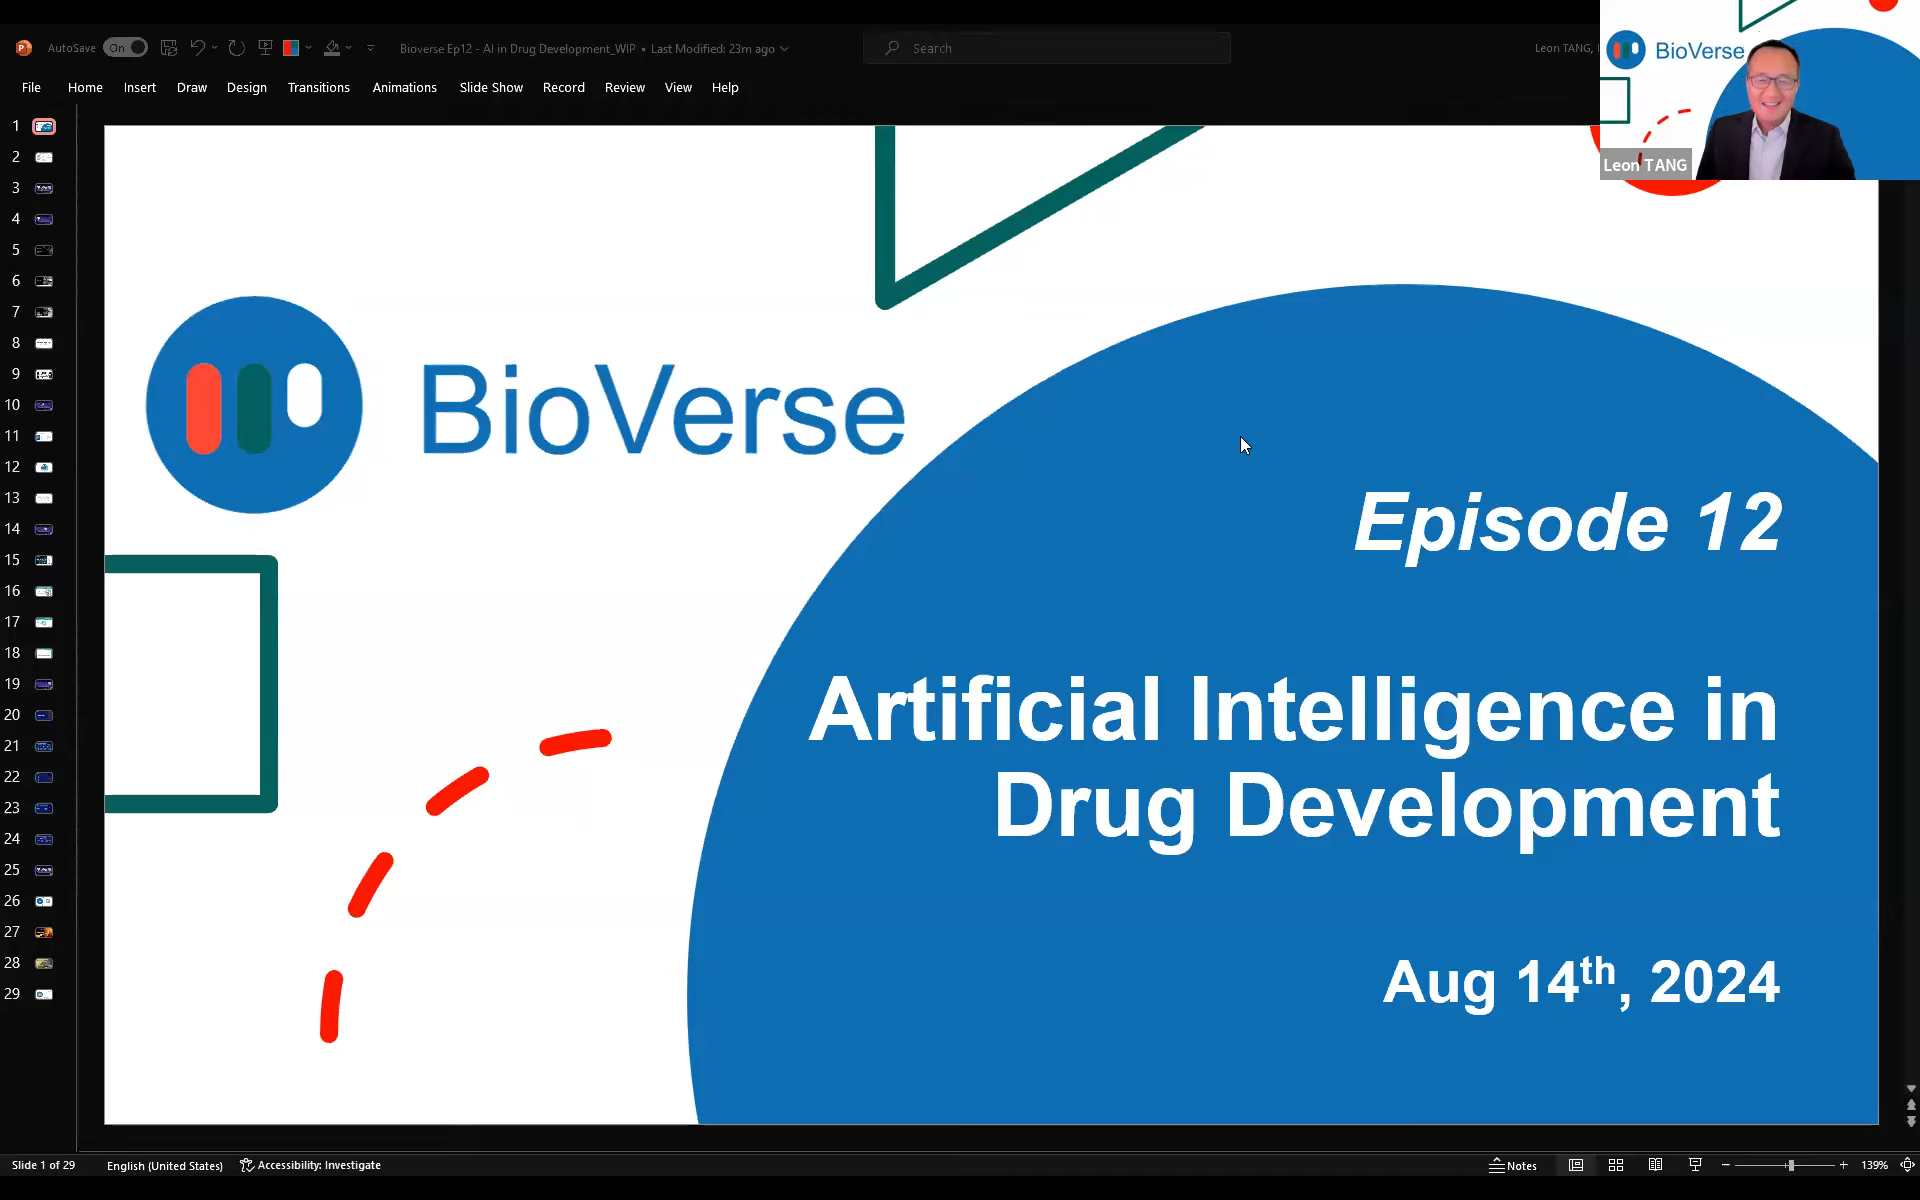 AutoSave On
Bioverse Ep12 - AI in Drug Development_WIP • Last Modified: 23m ago
Search
Leon TANG,
File Home Insert Draw Design Transitions Animations Slide Show Record Review View Help
BioVerse
Leon TANG
1
2
3
4
5
6
7
8
9
10
11
12
13
14
15
16
17
18
19
20
21
22
23
24
25
26
27
28
29
BioVerse
Episode 12
Artificial Intelligence in
Drug Development
Aug 14th, 2024
Slide 1 of 29 English (United States) Accessibility: Investigate Notes 139%